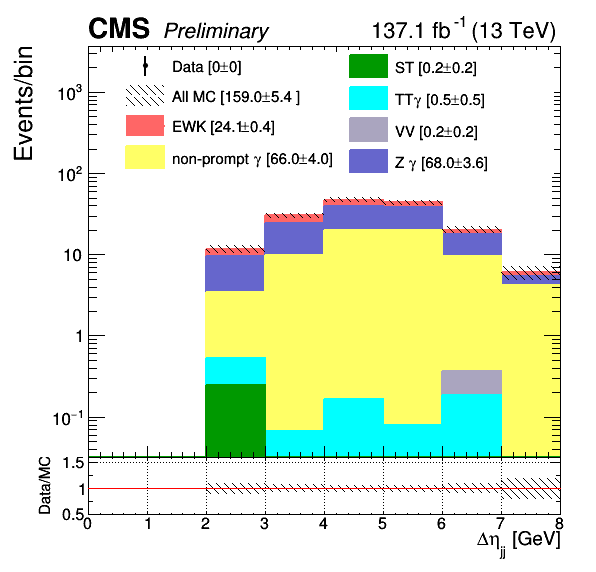 CMS Preliminary 137.1 fb⁻¹ (13 TeV)
Events/bin
Data [0±0]
All MC [159.0±5.4 ]
EWK [24.1±0.4]
non-prompt γ [66.0±4.0]
ST [0.2±0.2]
TTγ [0.5±0.5]
VV [0.2±0.2]
Z γ [68.0±3.6]
10³
10²
10
1
10⁻¹
Data/MC
1.5
1
0.5
0 1 2 3 4 5 6 7 8
Δηjj [GeV]